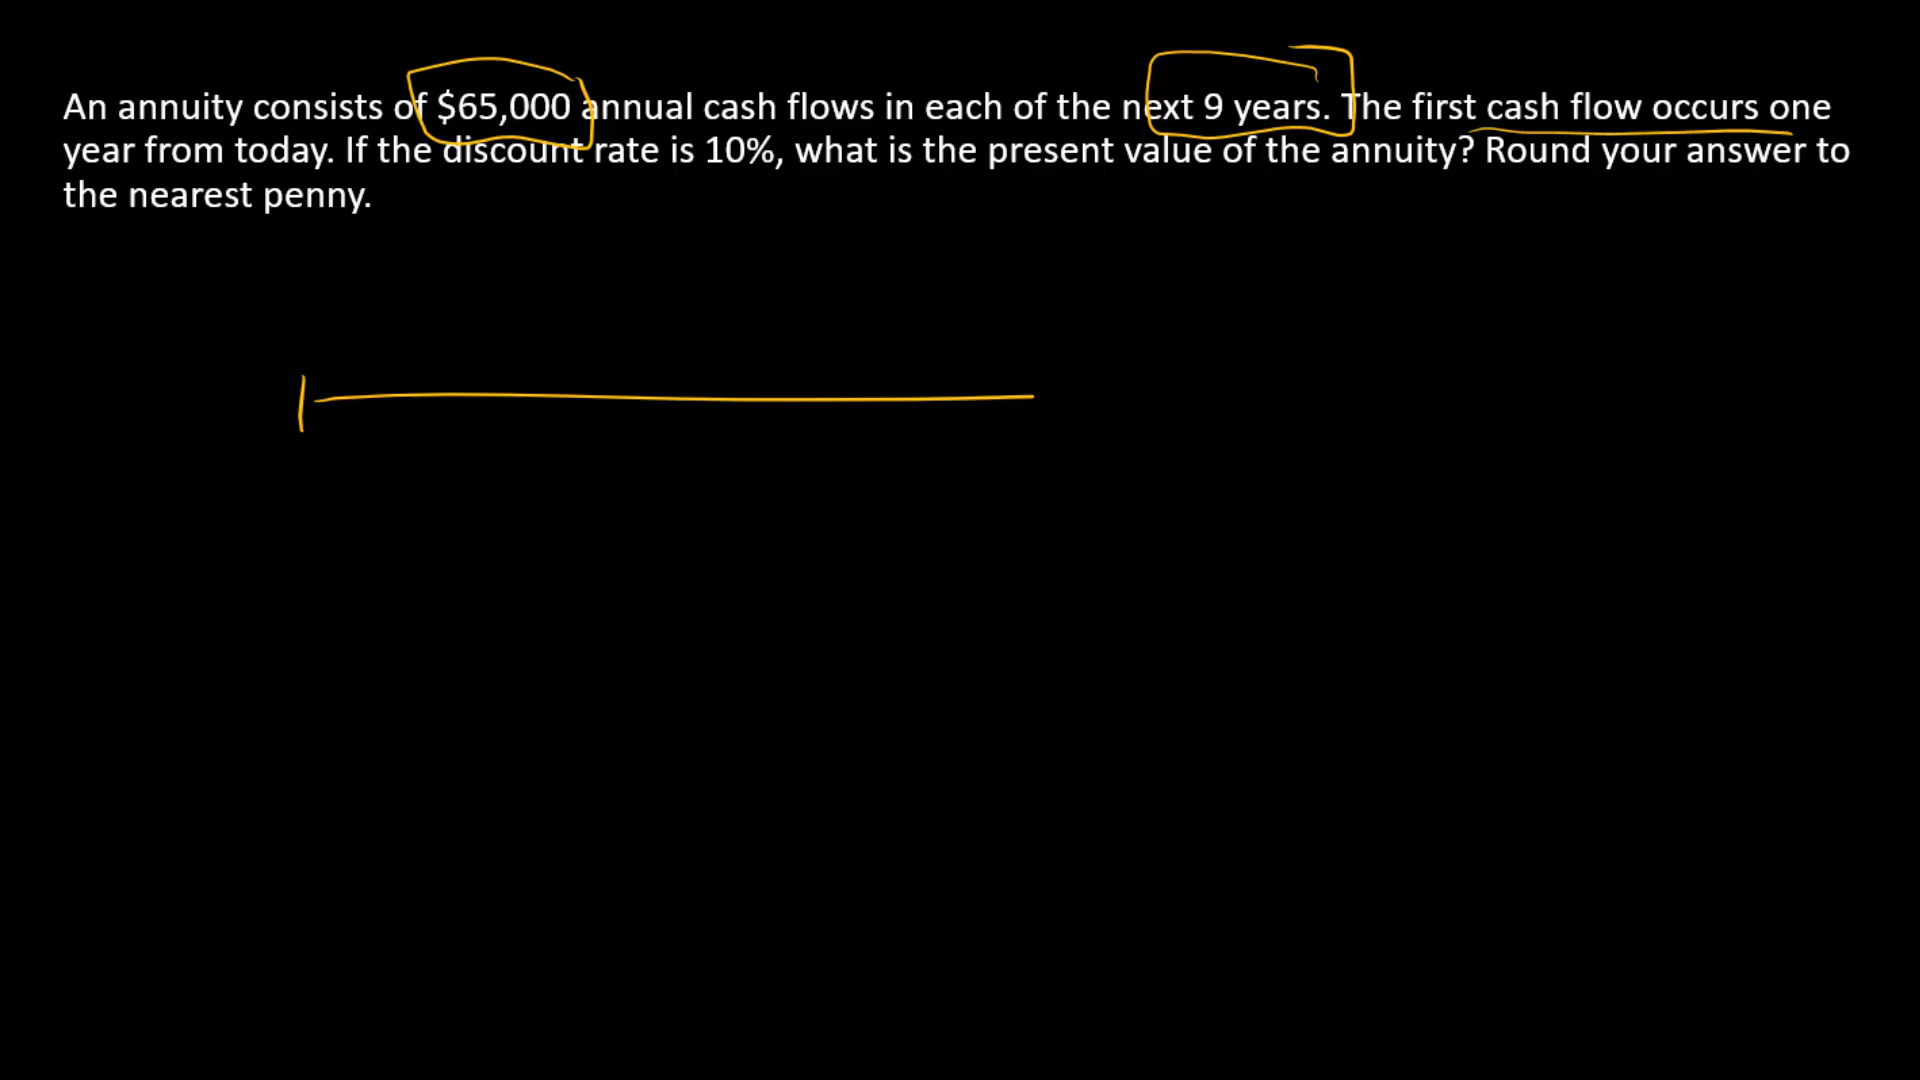 An annuity consists of $65,000 annual cash flows in each of the next 9 years. The first cash flow occurs one
year from today. If the discount rate is 10%, what is the present value of the annuity? Round your answer to
the nearest penny.